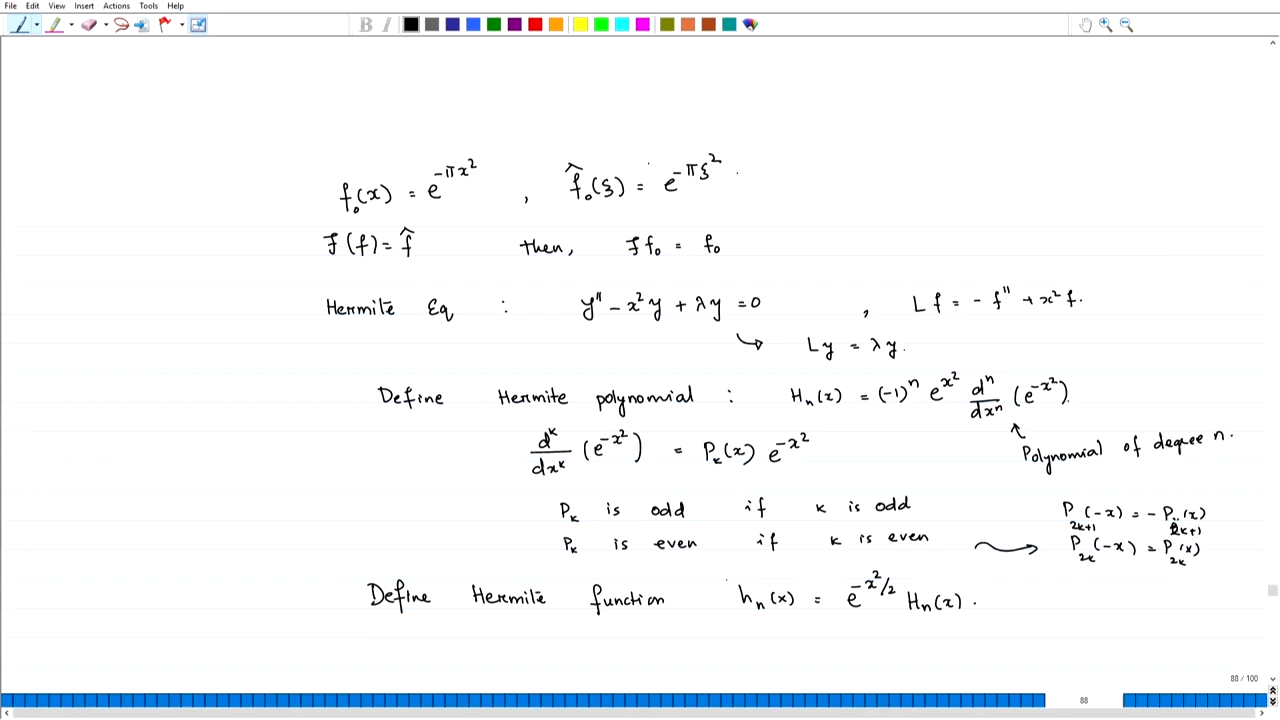 File Edit View Insert Actions Tools Help
B I
f₀(x) = e^{-πx²} , f̂₀(ξ) = e^{-πξ²}.
F(f) = f̂ then, Ff₀ = f₀
Hermite Eq : y'' - x²y + λy = 0 , Lf = -f'' + x²f.
Ly = λy.
Define Hermite polynomial : Hₙ(x) = (-1)ⁿ e^{x²} dⁿ/dxⁿ (e^{-x²}).
Polynomial of degree n.
d^k/dx^k (e^{-x²}) = P_k(x) e^{-x²}
P_k is odd if k is odd P_{2k+1}(-x) = -P_{2k+1}(x)
P_k is even if k is even P_{2k}(-x) = P_{2k}(x)
Define Hermite function hₙ(x) = e^{-x²/2} Hₙ(x).
88 / 100
88